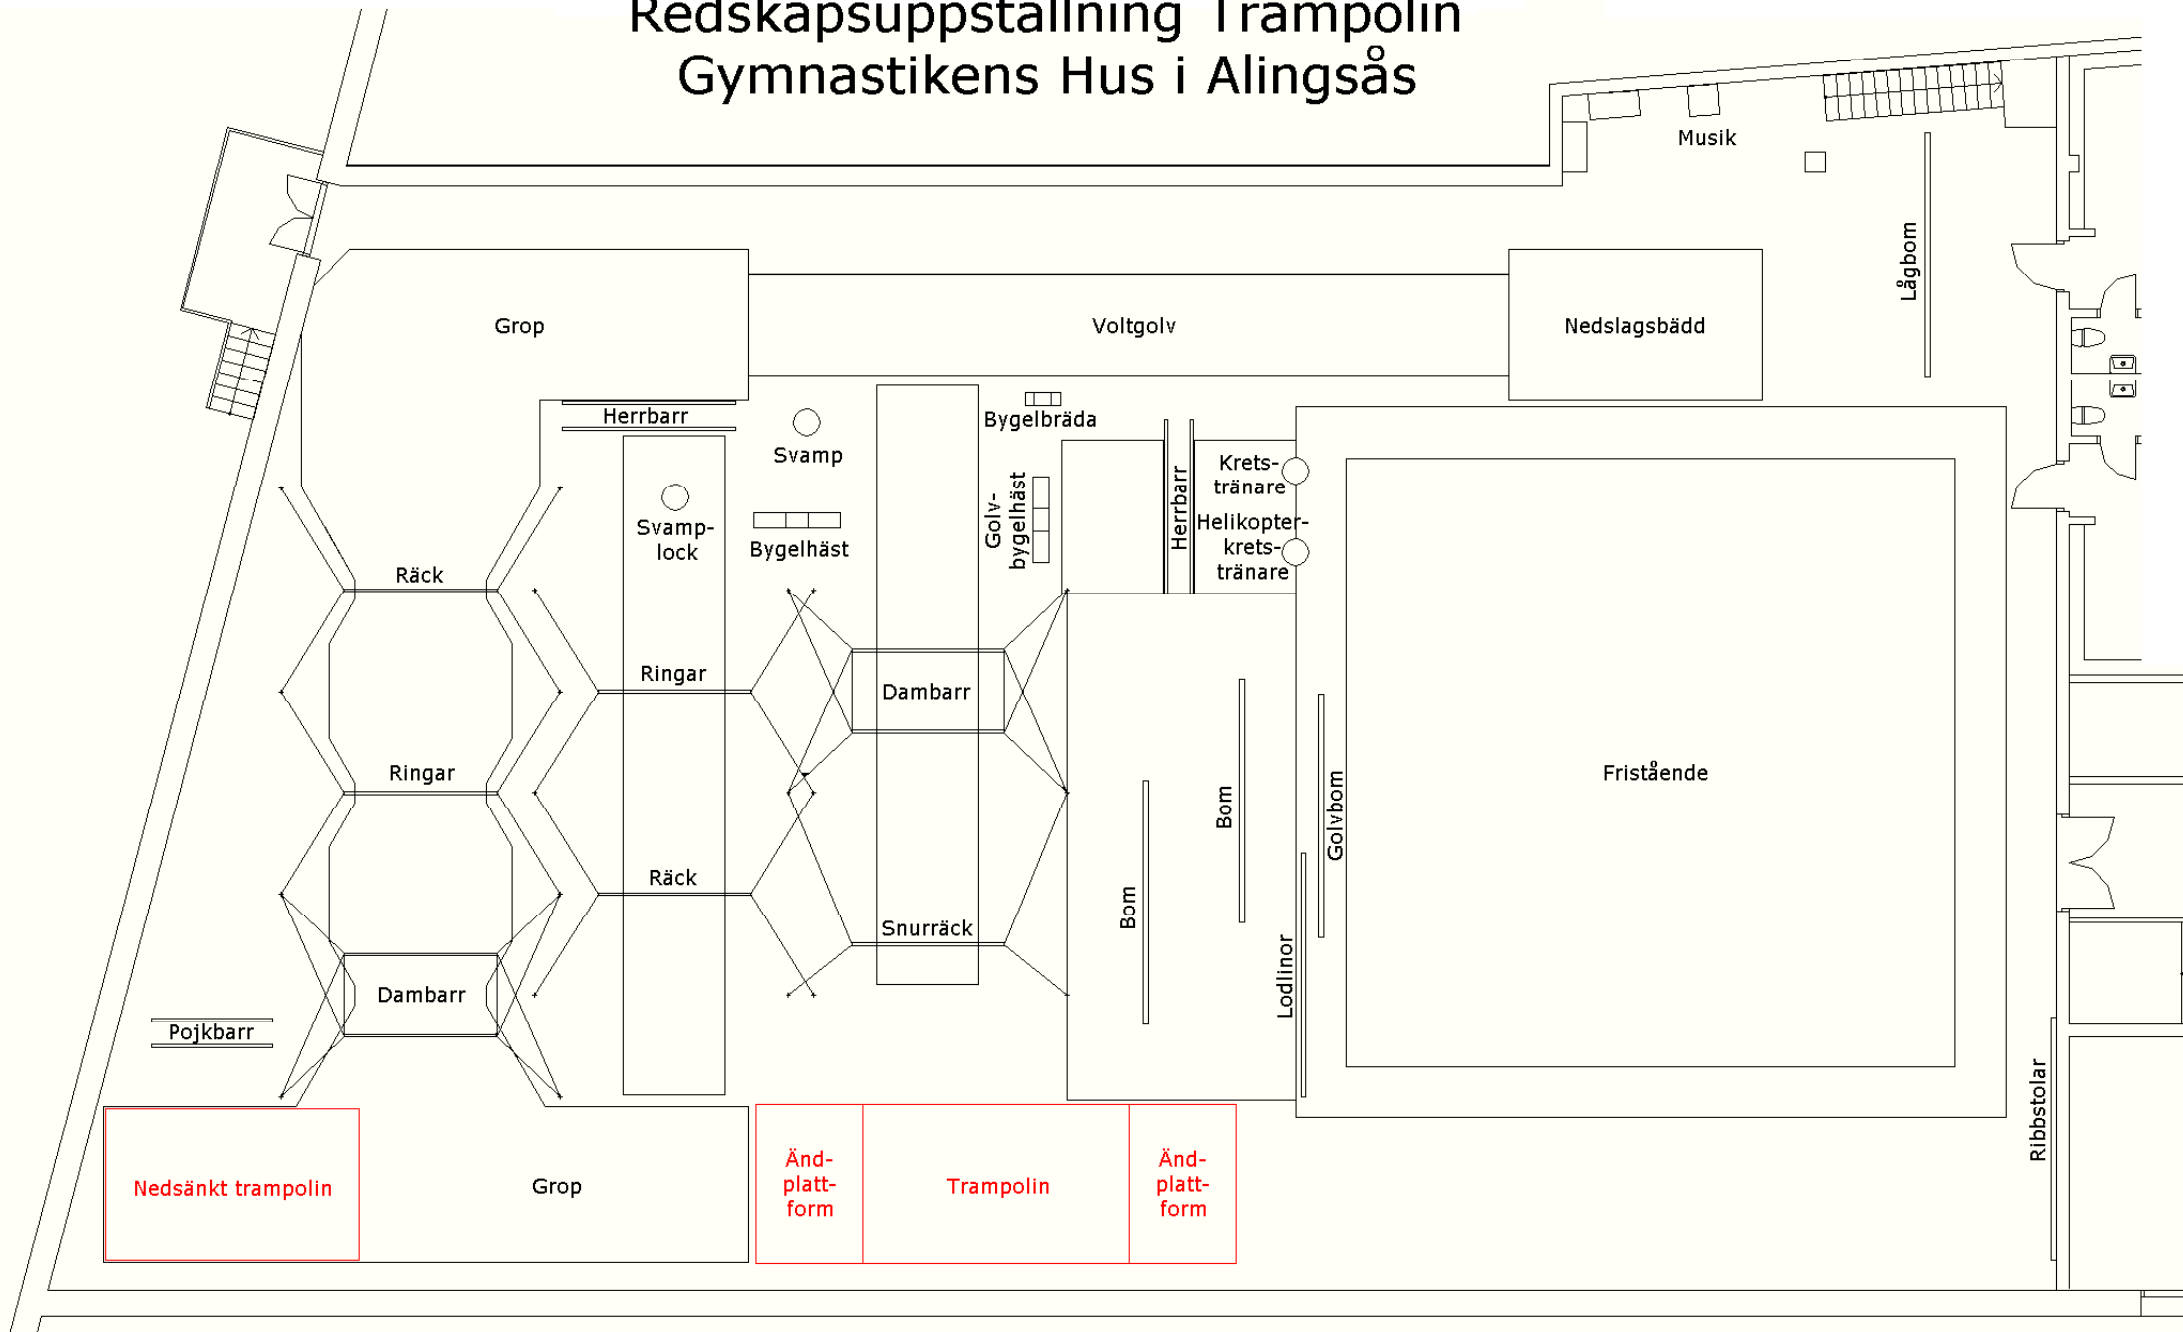 Redskapsuppställning Trampolin
Gymnastikens Hus i Alingsås
Musik
Lågbom
Grop
Voltgolv
Nedslagsbädd
Herrbarr
Svamp
Bygelbräda
Svamp-
lock
Bygelhäst
Golv-
bygelhäst
Herrbarr
Krets-
tränare
Helikopter-
krets-
tränare
Räck
Ringar
Dambarr
Ringar
Räck
Snurräck
Bom
Bom
Golvbom
Lodlinor
Fristående
Dambarr
Pojkbarr
Ribbstolar
Nedsänkt trampolin
Grop
Änd-
platt-
form
Trampolin
Änd-
platt-
form